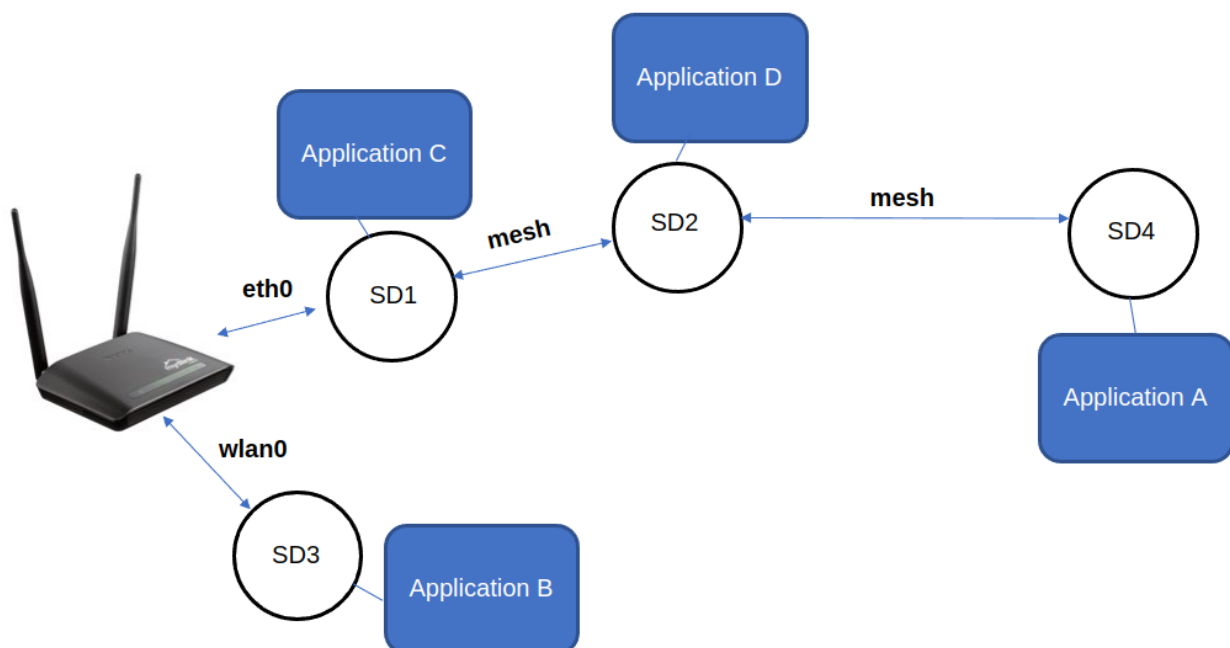 Application D
Application C
mesh
SD2
mesh
SD4
eth0
SD1
Application A
wlan0
SD3
Application B